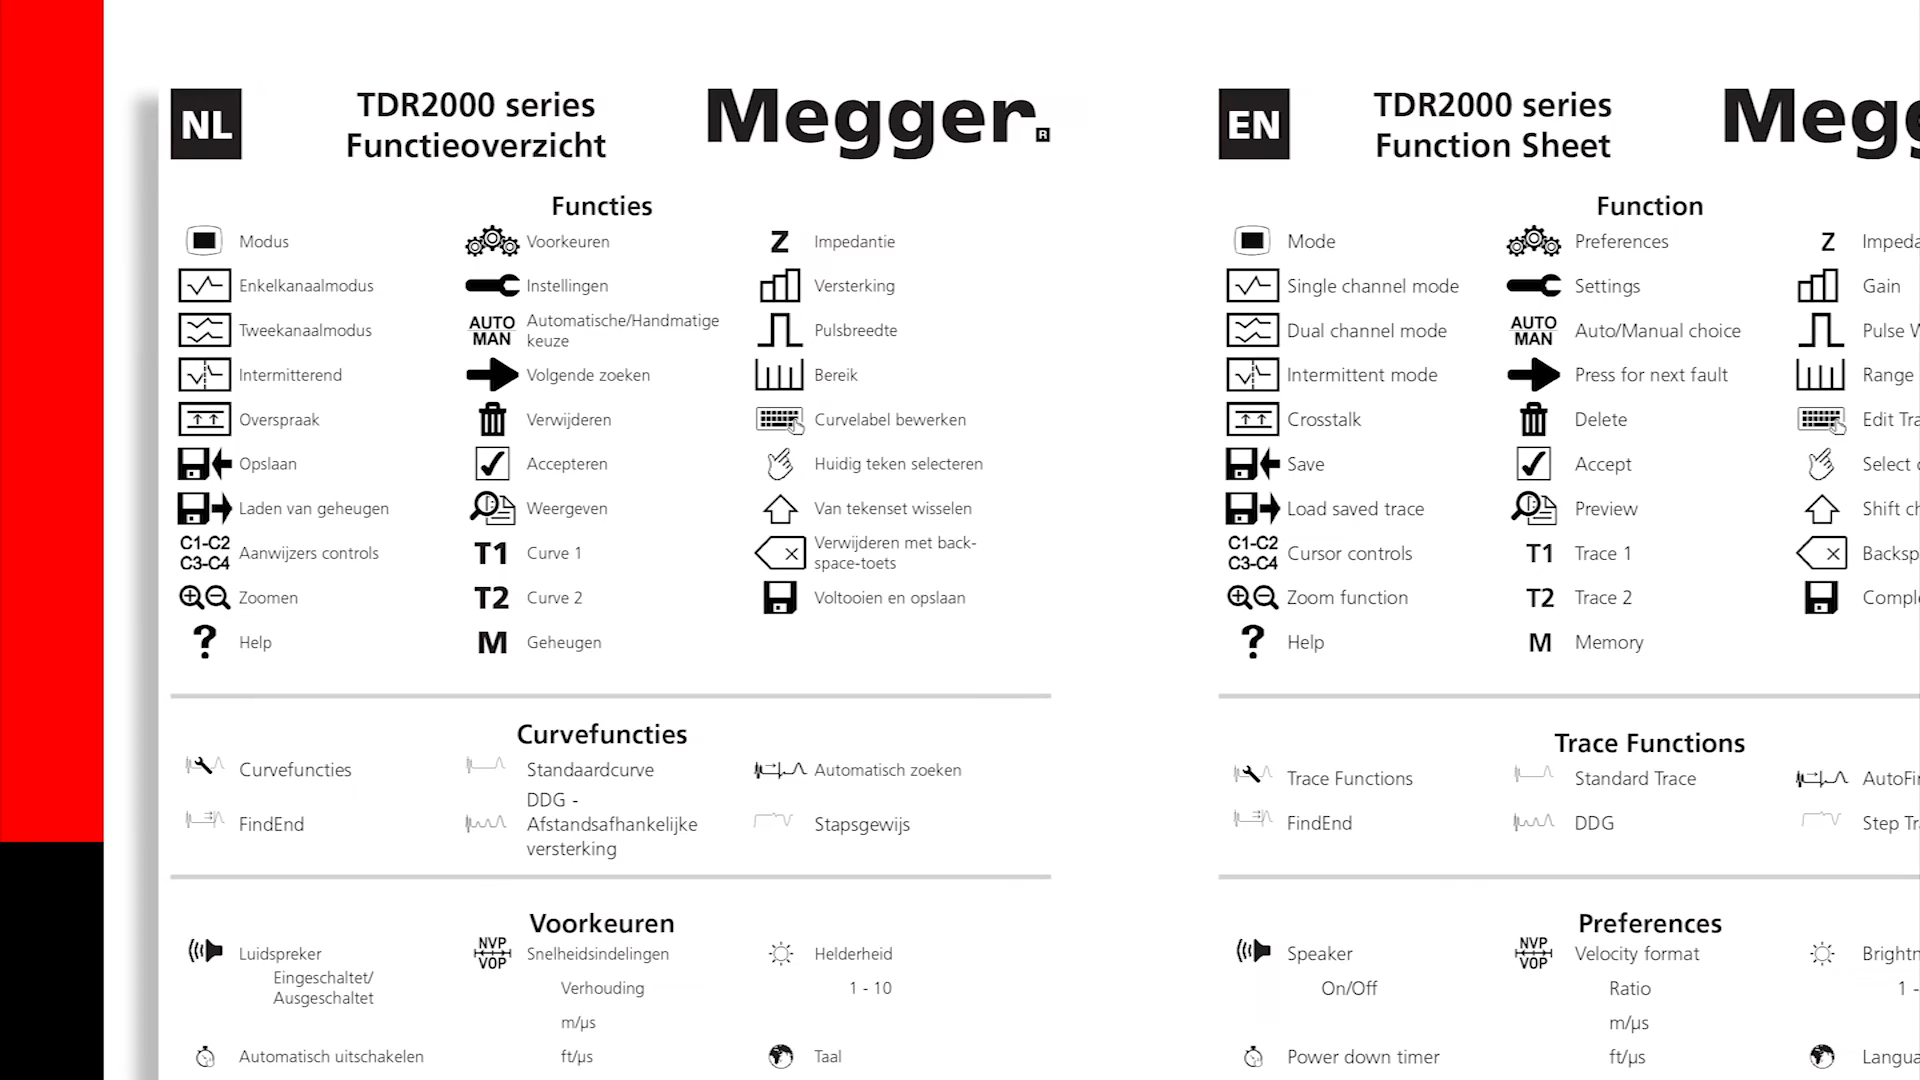 NL
TDR2000 series
Functieoverzicht
Megger
Functies
Modus
Voorkeuren
Z Impedantie
Enkelkanaalmodus
Instellingen
Versterking
Tweekanaalmodus
AUTO
MAN
Automatische/Handmatige
keuze
Pulsbreedte
Intermitterend
Volgende zoeken
Bereik
Overspraak
Verwijderen
Curvelabel bewerken
Opslaan
Accepteren
Huidig teken selecteren
Laden van geheugen
Weergeven
Van tekenset wisselen
C1-C2
C3-C4
Aanwijzers controls
T1 Curve 1
Verwijderen met back-
space-toets
Zoomen
T2 Curve 2
Voltooien en opslaan
? Help
M Geheugen
Curvefuncties
Curvefuncties
Standaardcurve
Automatisch zoeken
FindEnd
DDG -
Afstandsafhankelijke
versterking
Stapsgewijs
Voorkeuren
Luidspreker
Eingeschaltet/
Ausgeschaltet
NVP
VOP
Snelheidsindelingen
Verhouding
m/µs
ft/µs
Helderheid
1 - 10
Automatisch uitschakelen
Taal
EN
TDR2000 series
Function Sheet
Function
Mode
Preferences
Z
Single channel mode
Settings
Gain
Dual channel mode
AUTO
MAN
Auto/Manual choice
Pulse
Intermittent mode
Press for next fault
Range
Crosstalk
Delete
Edit
Save
Accept
Select
Load saved trace
Preview
Shift
C1-C2
C3-C4
Cursor controls
T1 Trace 1
Zoom function
T2 Trace 2
? Help
M Memory
Trace Functions
Trace Functions
Standard Trace
FindEnd
DDG
Step
Preferences
Speaker
On/Off
NVP
VOP
Velocity format
Ratio
m/µs
ft/µs
1 -
Power down timer